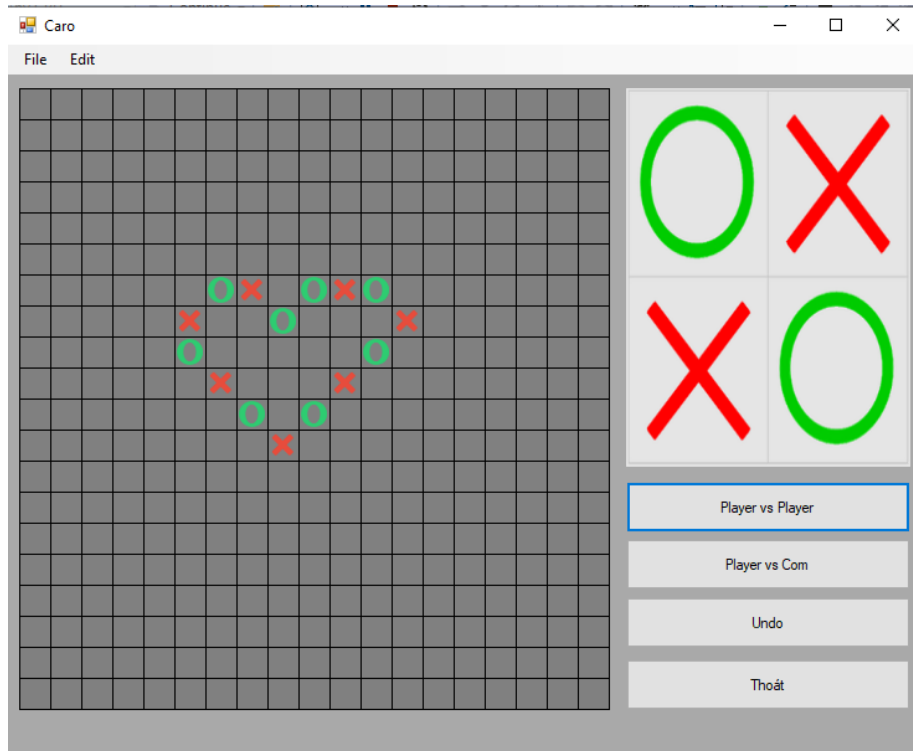 Caro
File Edit
O X O X O
X O X
O O
X X
O O
X
O X
X O
Player vs Player
Player vs Com
Undo
Thoát